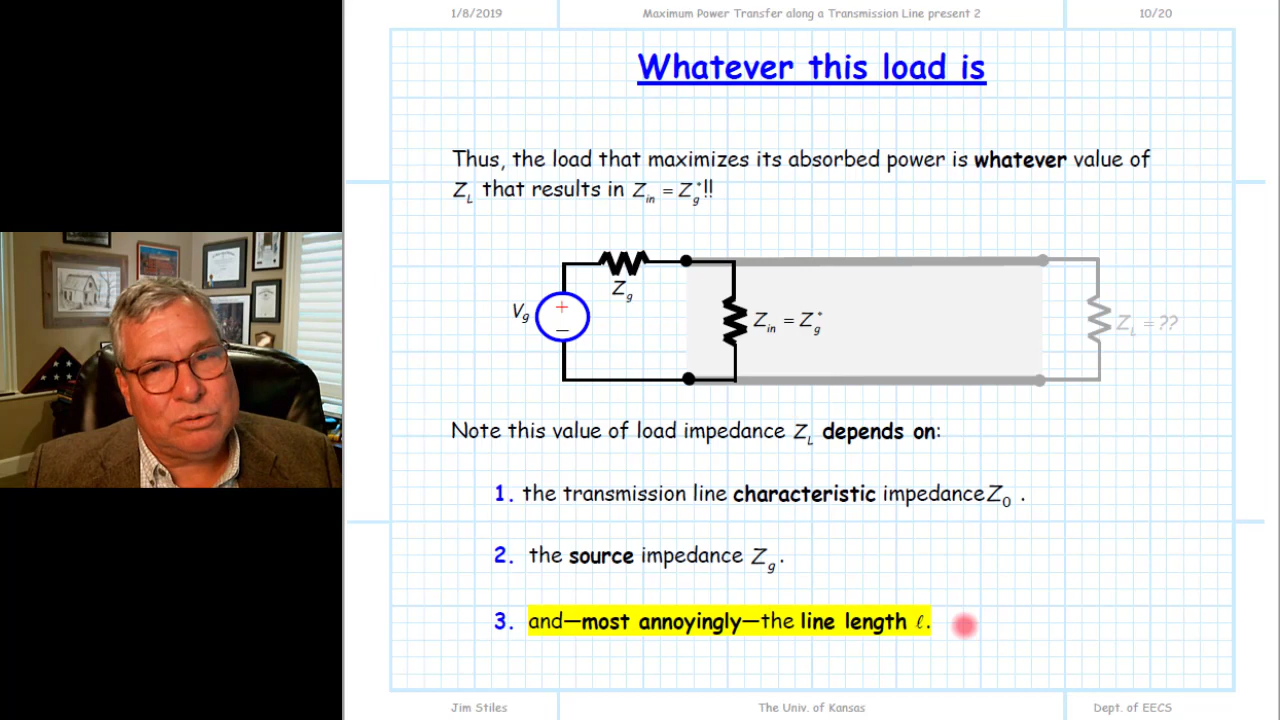 1/8/2019 Maximum Power Transfer along a Transmission Line present 2 10/20
Whatever this load is
Thus, the load that maximizes its absorbed power is whatever value of
Z_L that results in Z_in = Z_g^*!!
Z_g
V_g
+
–
Z_in = Z_g^*
Z_L = ??
Note this value of load impedance Z_L depends on:
1. the transmission line characteristic impedance Z_0 .
2. the source impedance Z_g.
3. and—most annoyingly—the line length ℓ.
Jim Stiles The Univ. of Kansas Dept. of EECS